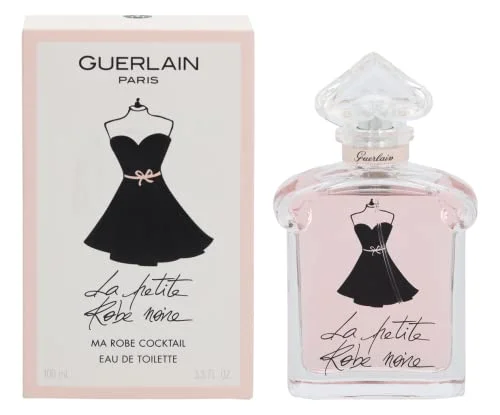 GUERLAIN
PARIS
La petite
Robe noire
MA ROBE COCKTAIL
EAU DE TOILETTE
100 mL 3.3 FL. OZ
Guerlain
La petite
Robe noire